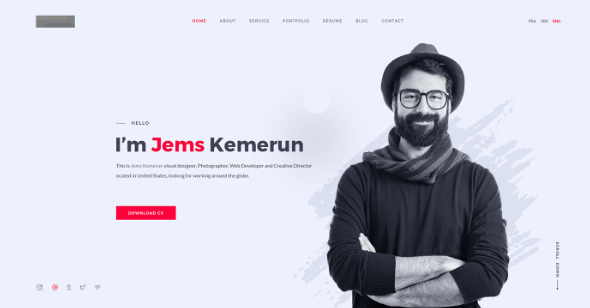 HOME ABOUT SERVICE PORTFOLIO RESUME BLOG CONTACT
FRA FER ENG
HELLO
I'm Jems Kemerun
This is Jems Kemerun visual designer, Photographer, Web Developer and Creative Director
ocated in United States, looking for working around the globe.
DOWNLOAD CV
SCROLL DOWN